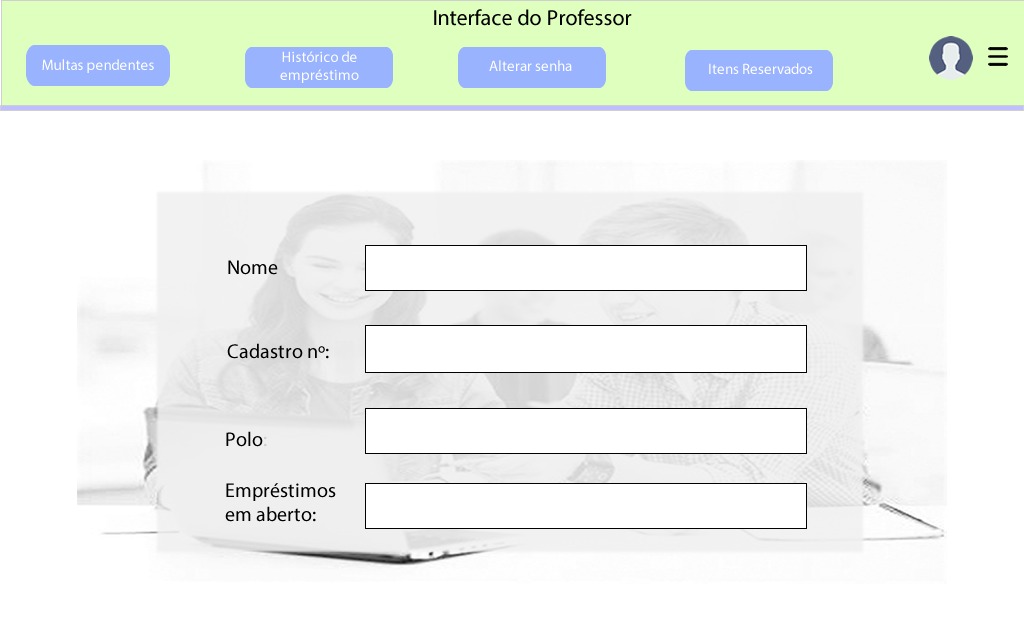 Interface do Professor
Multas pendentes
Histórico de
empréstimo
Alterar senha
Itens Reservados
Nome
Cadastro nº:
Polo
Empréstimos
em aberto: